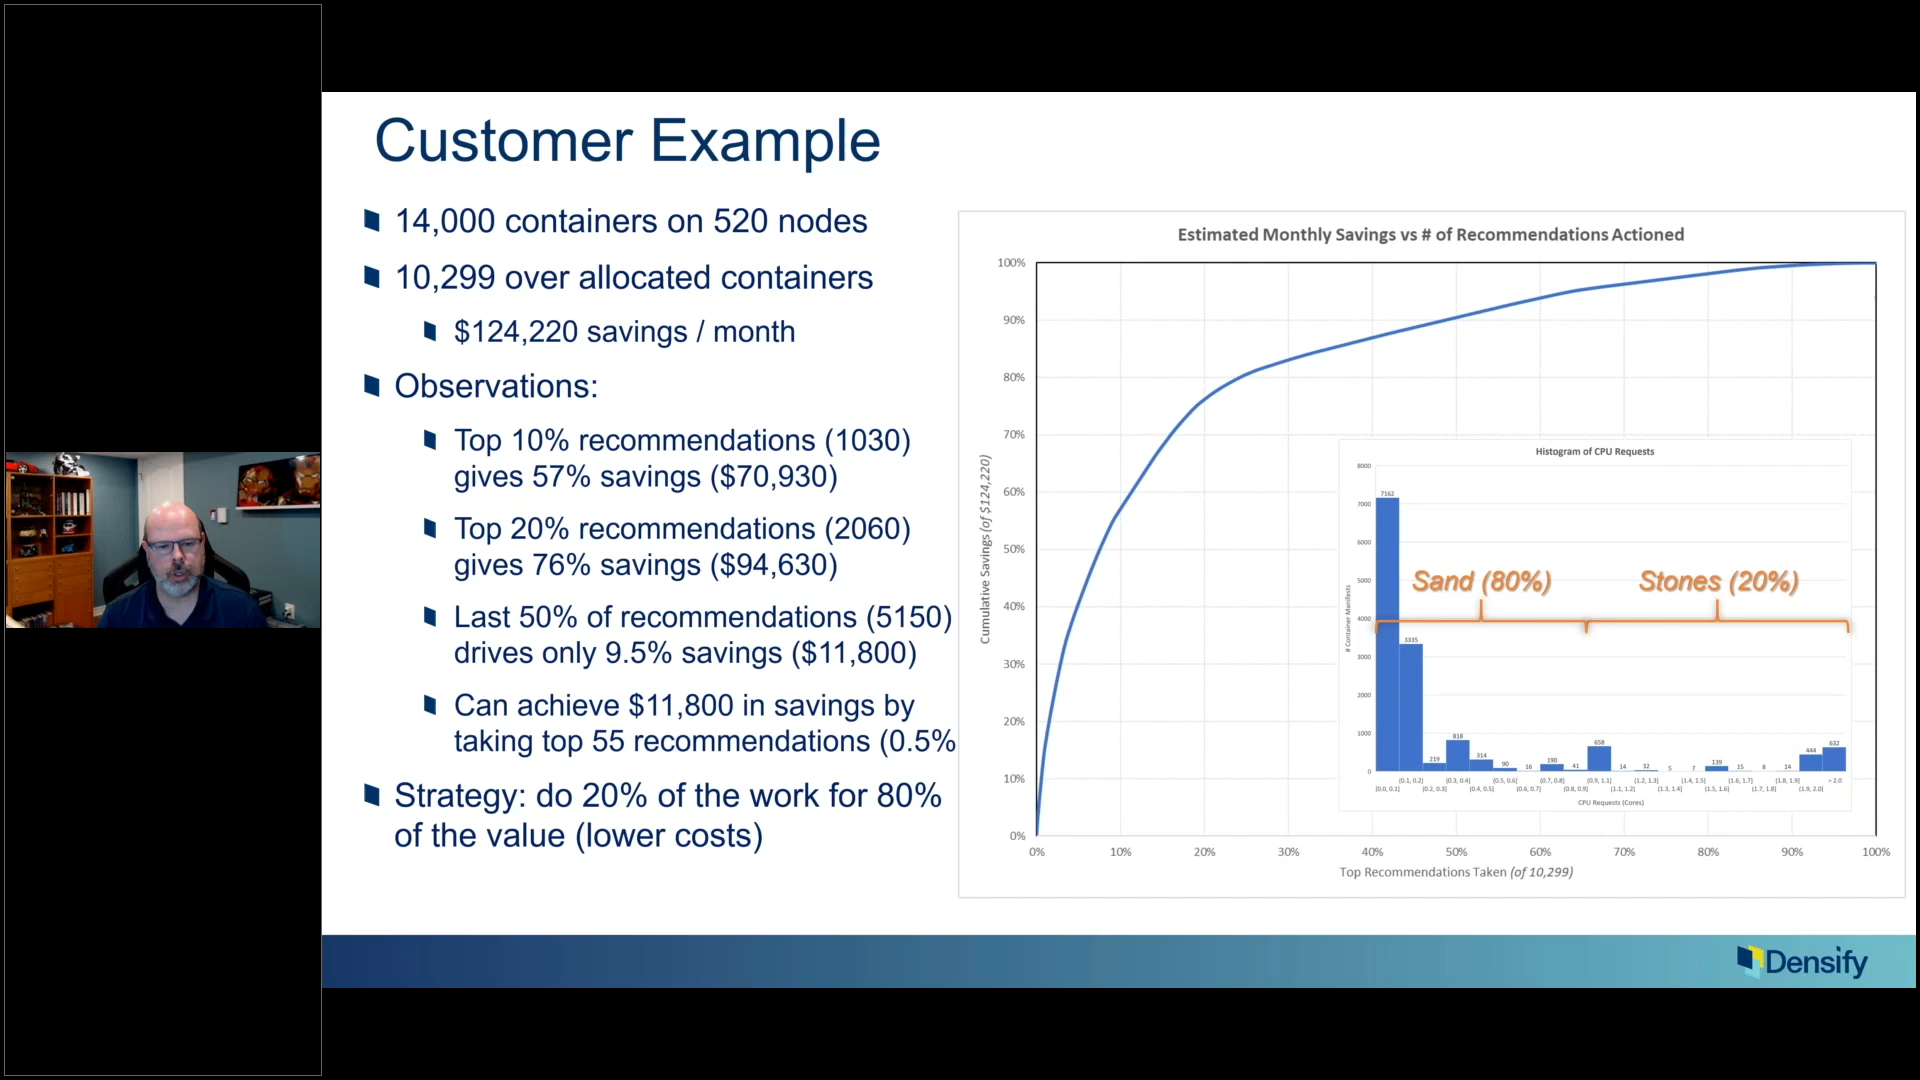 Customer Example
14,000 containers on 520 nodes
10,299 over allocated containers
$124,220 savings / month
Observations:
Top 10% recommendations (1030)
gives 57% savings ($70,930)
Top 20% recommendations (2060)
gives 76% savings ($94,630)
Last 50% of recommendations (5150)
drives only 9.5% savings ($11,800)
Can achieve $11,800 in savings by
taking top 55 recommendations (0.5%
Strategy: do 20% of the work for 80%
of the value (lower costs)
Estimated Monthly Savings vs # of Recommendations Actioned
100%
90%
80%
70%
60%
50%
40%
30%
20%
10%
0%
Cumulative Savings (of $124,220)
0% 10% 20% 30% 40% 50% 60% 70% 80% 90% 100%
Top Recommendations Taken (of 10,299)
Histogram of CPU Requests
8000
7000
6000
5000
4000
3000
2000
1000
0
# Container Manifests
Sand (80%) Stones (20%)
7162 3335 219 818 314 90 16 190 41 658 14 32 5 7 139 15 8 14 444 632
(0.1, 0.2] (0.3, 0.4] (0.5, 0.6] (0.7, 0.8] (0.9, 1.1] (1.2, 1.3] (1.4, 1.5] (1.6, 1.7] (1.8, 1.9] > 2.0
[0.0, 0.1] (0.2, 0.3] (0.4, 0.5] (0.6, 0.7] (0.8, 0.9] (1.1, 1.2] (1.3, 1.4] (1.5, 1.6] (1.7, 1.8] (1.9, 2.0]
CPU Requests (Cores)
Densify